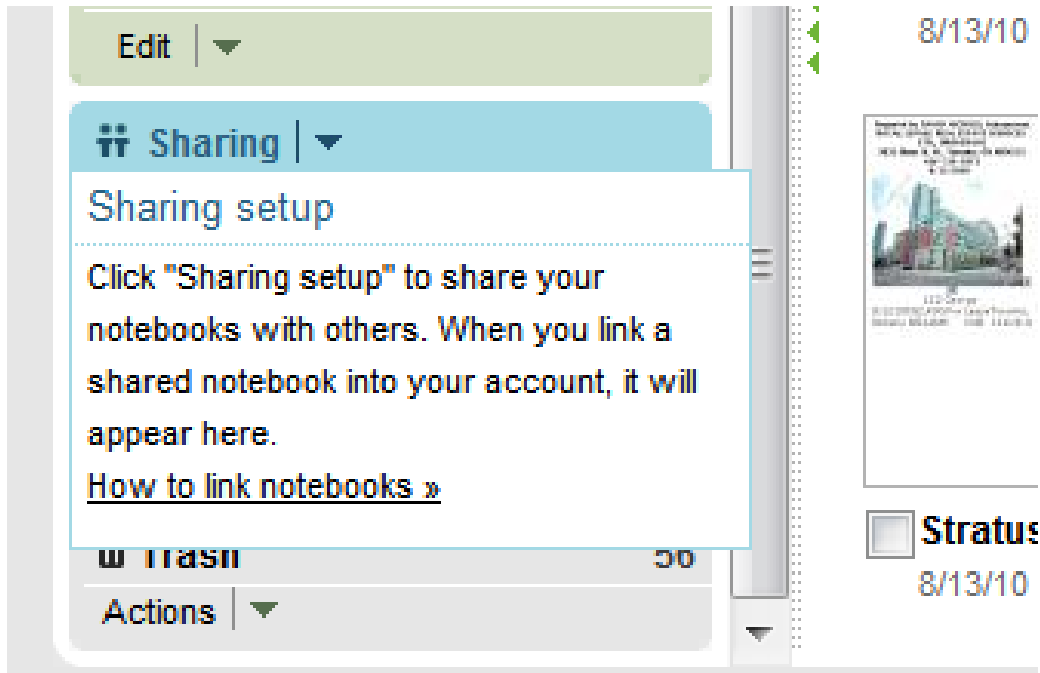 Edit
8/13/10
Sharing
Sharing setup
Click "Sharing setup" to share your
notebooks with others. When you link a
shared notebook into your account, it will
appear here.
How to link notebooks »
Trash 56
Stratus
8/13/10
Actions